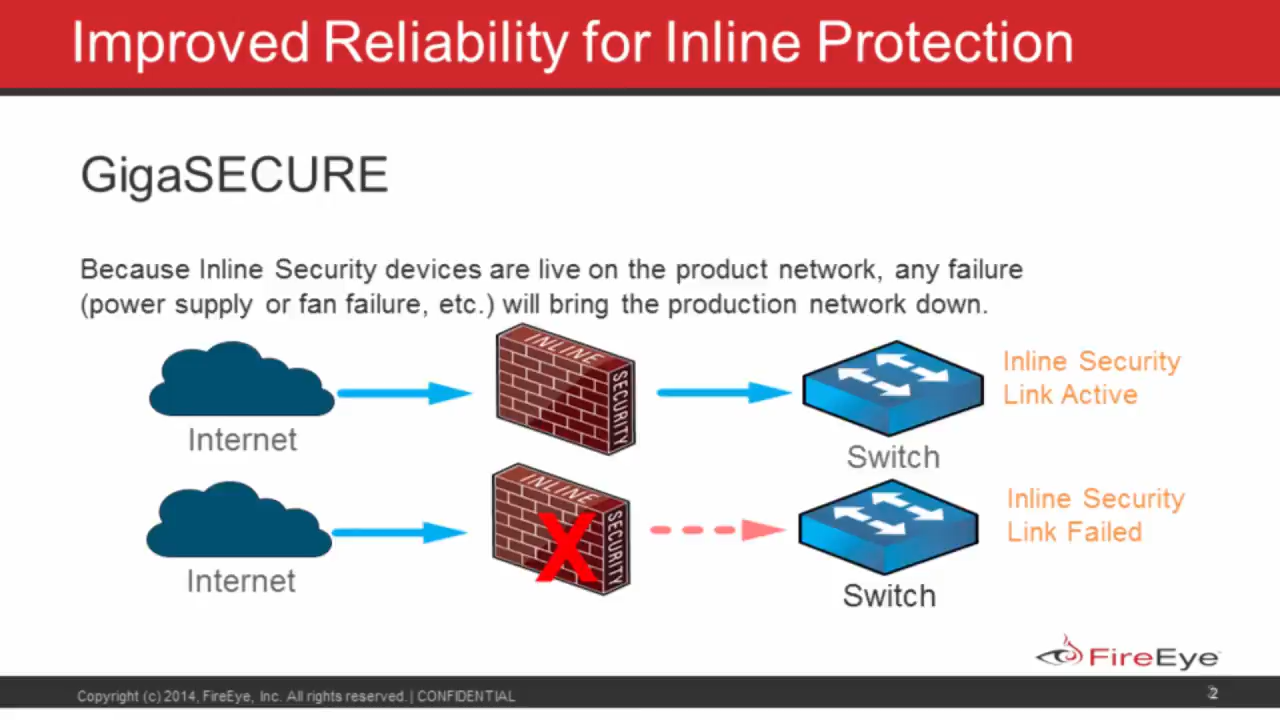 Improved Reliability for Inline Protection
GigaSECURE
Because Inline Security devices are live on the product network, any failure
(power supply or fan failure, etc.) will bring the production network down.
INLINE
SECURITY
Inline Security
Link Active
Internet
Switch
INLINE
SECURITY
X
Inline Security
Link Failed
Internet
Switch
FireEye
Copyright (c) 2014, FireEye, Inc. All rights reserved. | CONFIDENTIAL
2